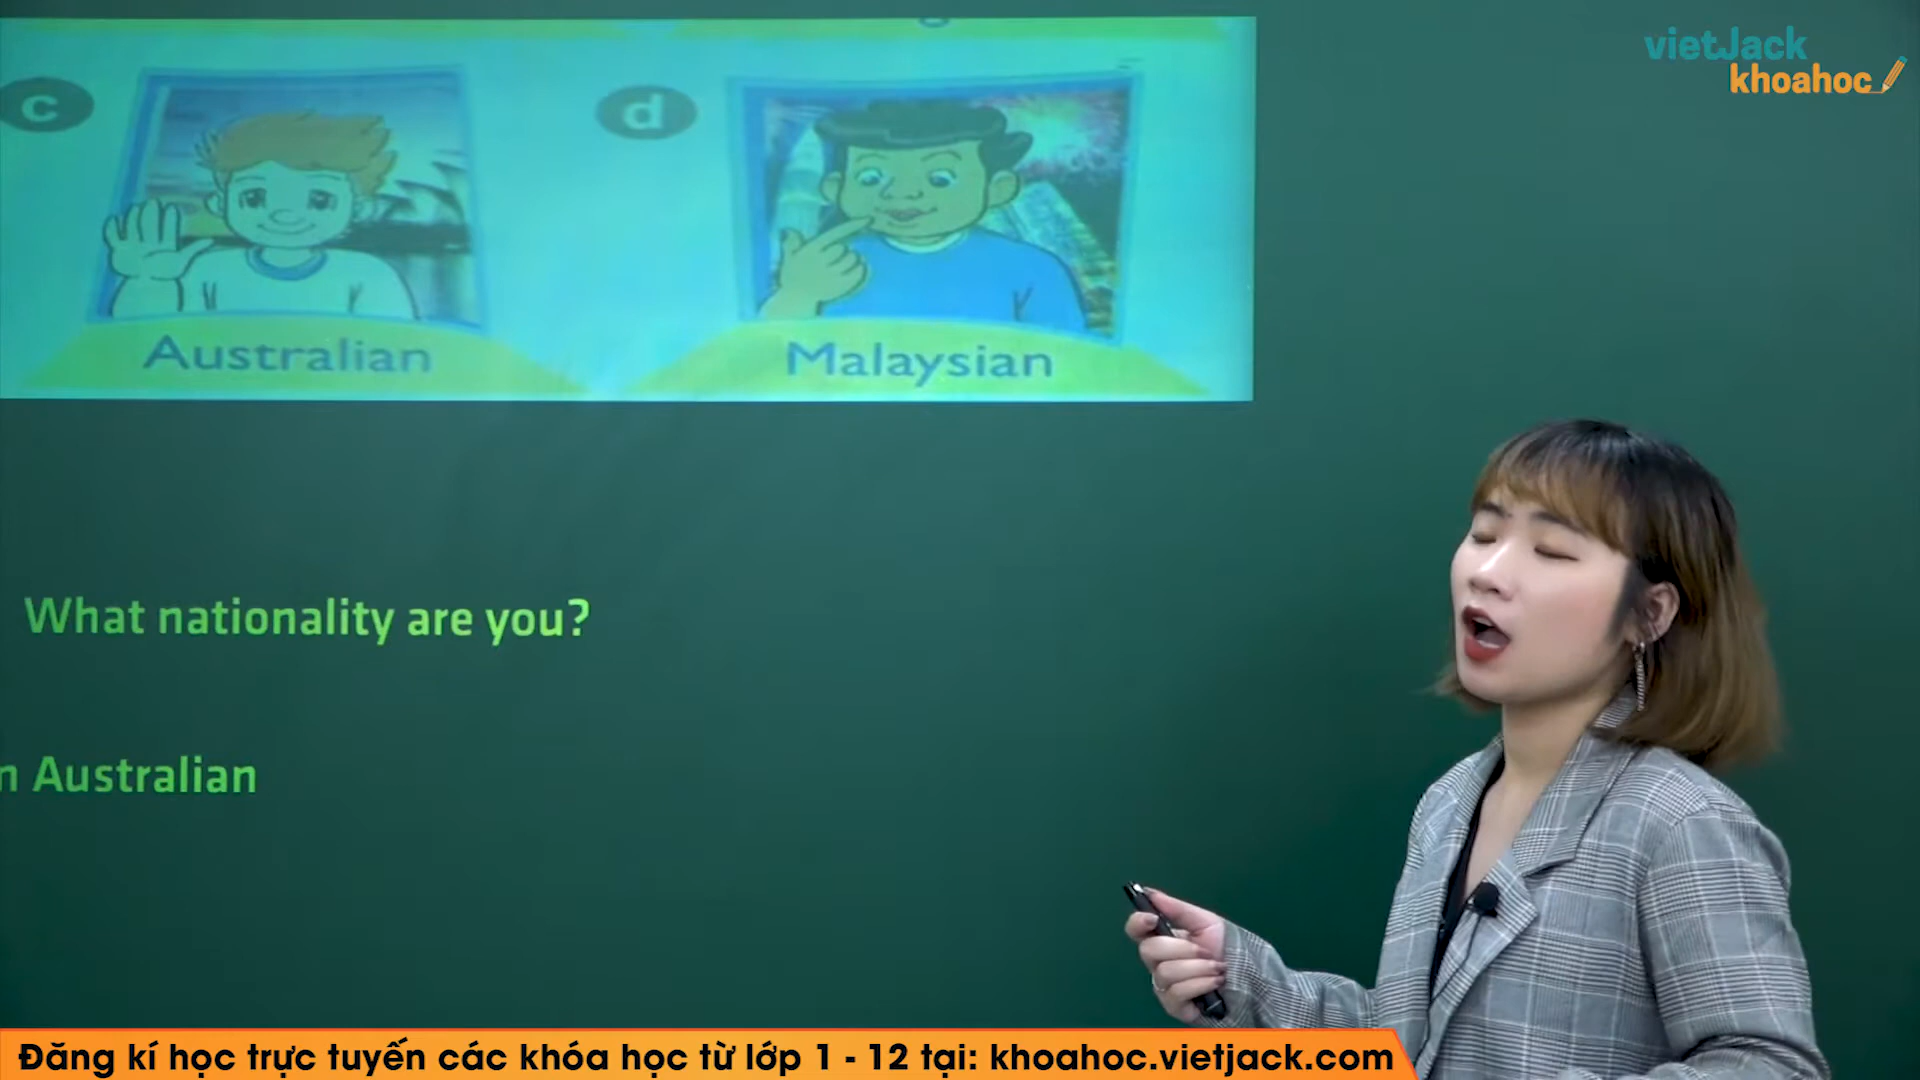 vietJack
khoahoc
c
d
Australian
Malaysian
What nationality are you?
Australian
Đăng kí học trực tuyến các khóa học từ lớp 1 - 12 tại: khoahoc.vietjack.com